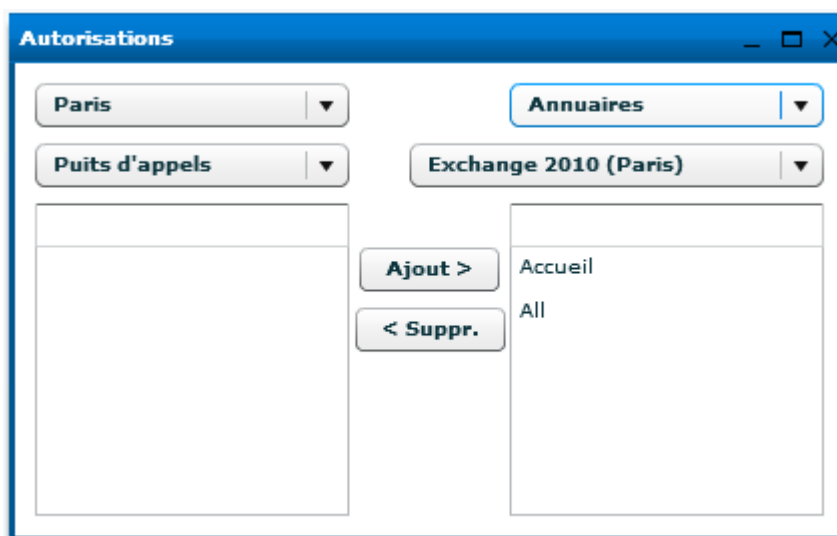 Autorisations
Paris
Annuaires
Puits d'appels
Exchange 2010 (Paris)
Ajout >
Accueil
All
< Suppr.